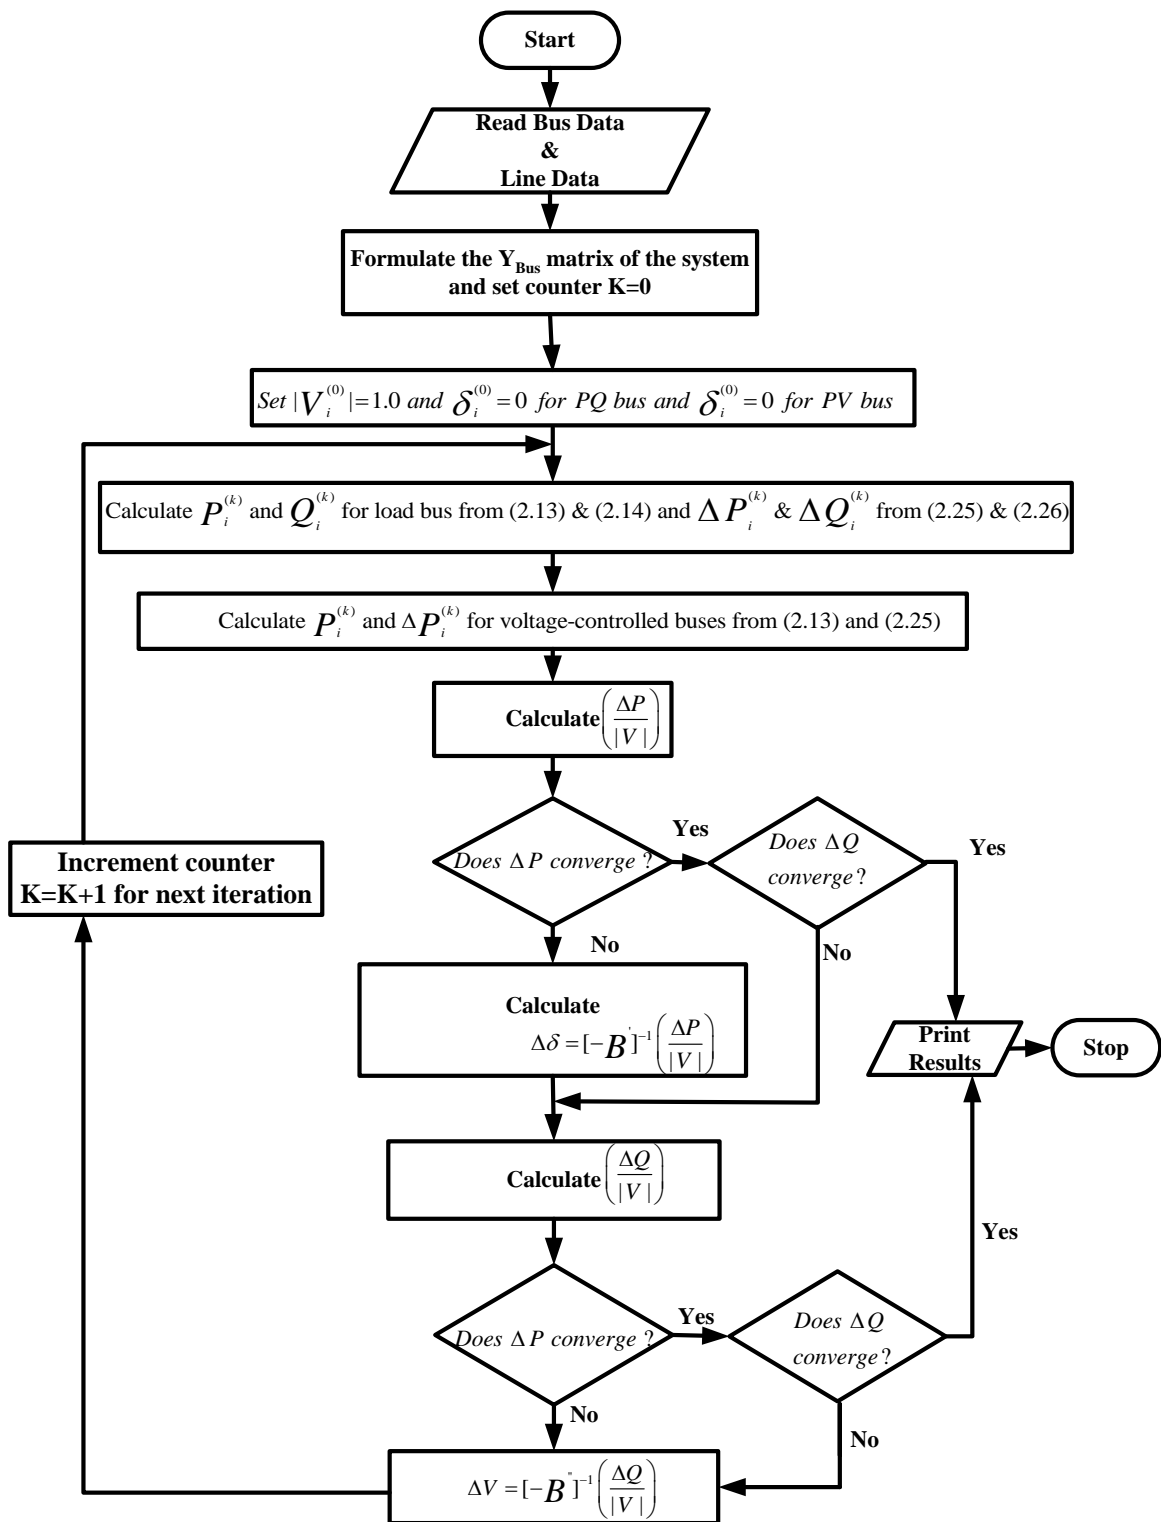 Start
Read Bus Data
&
Line Data
Formulate the Y_Bus matrix of the system
and set counter K=0
Set |V_i^(0)|=1.0 and δ_i^(0)=0 for PQ bus and δ_i^(0)=0 for PV bus
Calculate P_i^(k) and Q_i^(k) for load bus from (2.13) & (2.14) and ΔP_i^(k) & ΔQ_i^(k) from (2.25) & (2.26)
Calculate P_i^(k) and ΔP_i^(k) for voltage-controlled buses from (2.13) and (2.25)
Calculate (ΔP/|V|)
Does ΔP converge ?
Yes
Does ΔQ
converge ?
Yes
Increment counter
K=K+1 for next iteration
No
No
Calculate
Δδ = [-B']^-1 (ΔP/|V|)
Print
Results
Stop
Calculate (ΔQ/|V|)
Yes
Does ΔP converge ?
Yes
Does ΔQ
converge ?
No
No
ΔV = [-B"]^-1 (ΔQ/|V|)